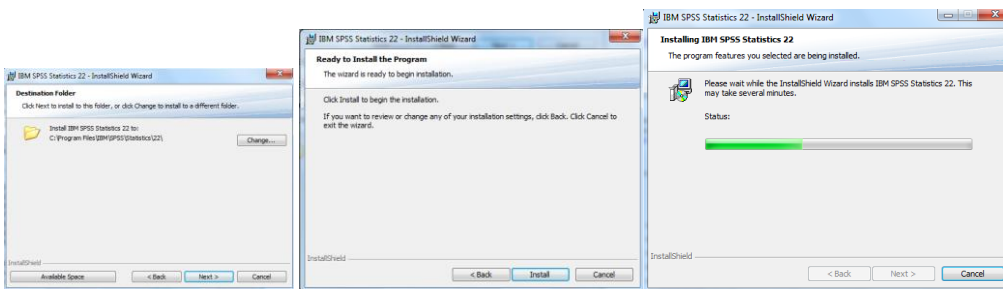 IBM SPSS Statistics 22 - InstallShield Wizard
Destination Folder
Click Next to install to this folder, or click Change to install to a different folder.
Install IBM SPSS Statistics 22 to:
C:\Program Files\IBM\SPSS\Statistics\22\
Change...
InstallShield
Available Space
< Back
Next >
Cancel
IBM SPSS Statistics 22 - InstallShield Wizard
Ready to Install the Program
The wizard is ready to begin installation.
Click Install to begin the installation.
If you want to review or change any of your installation settings, click Back. Click Cancel to
exit the wizard.
InstallShield
< Back
Install
Cancel
IBM SPSS Statistics 22 - InstallShield Wizard
Installing IBM SPSS Statistics 22
The program features you selected are being installed.
Please wait while the InstallShield Wizard installs IBM SPSS Statistics 22. This
may take several minutes.
Status:
InstallShield
< Back
Next >
Cancel